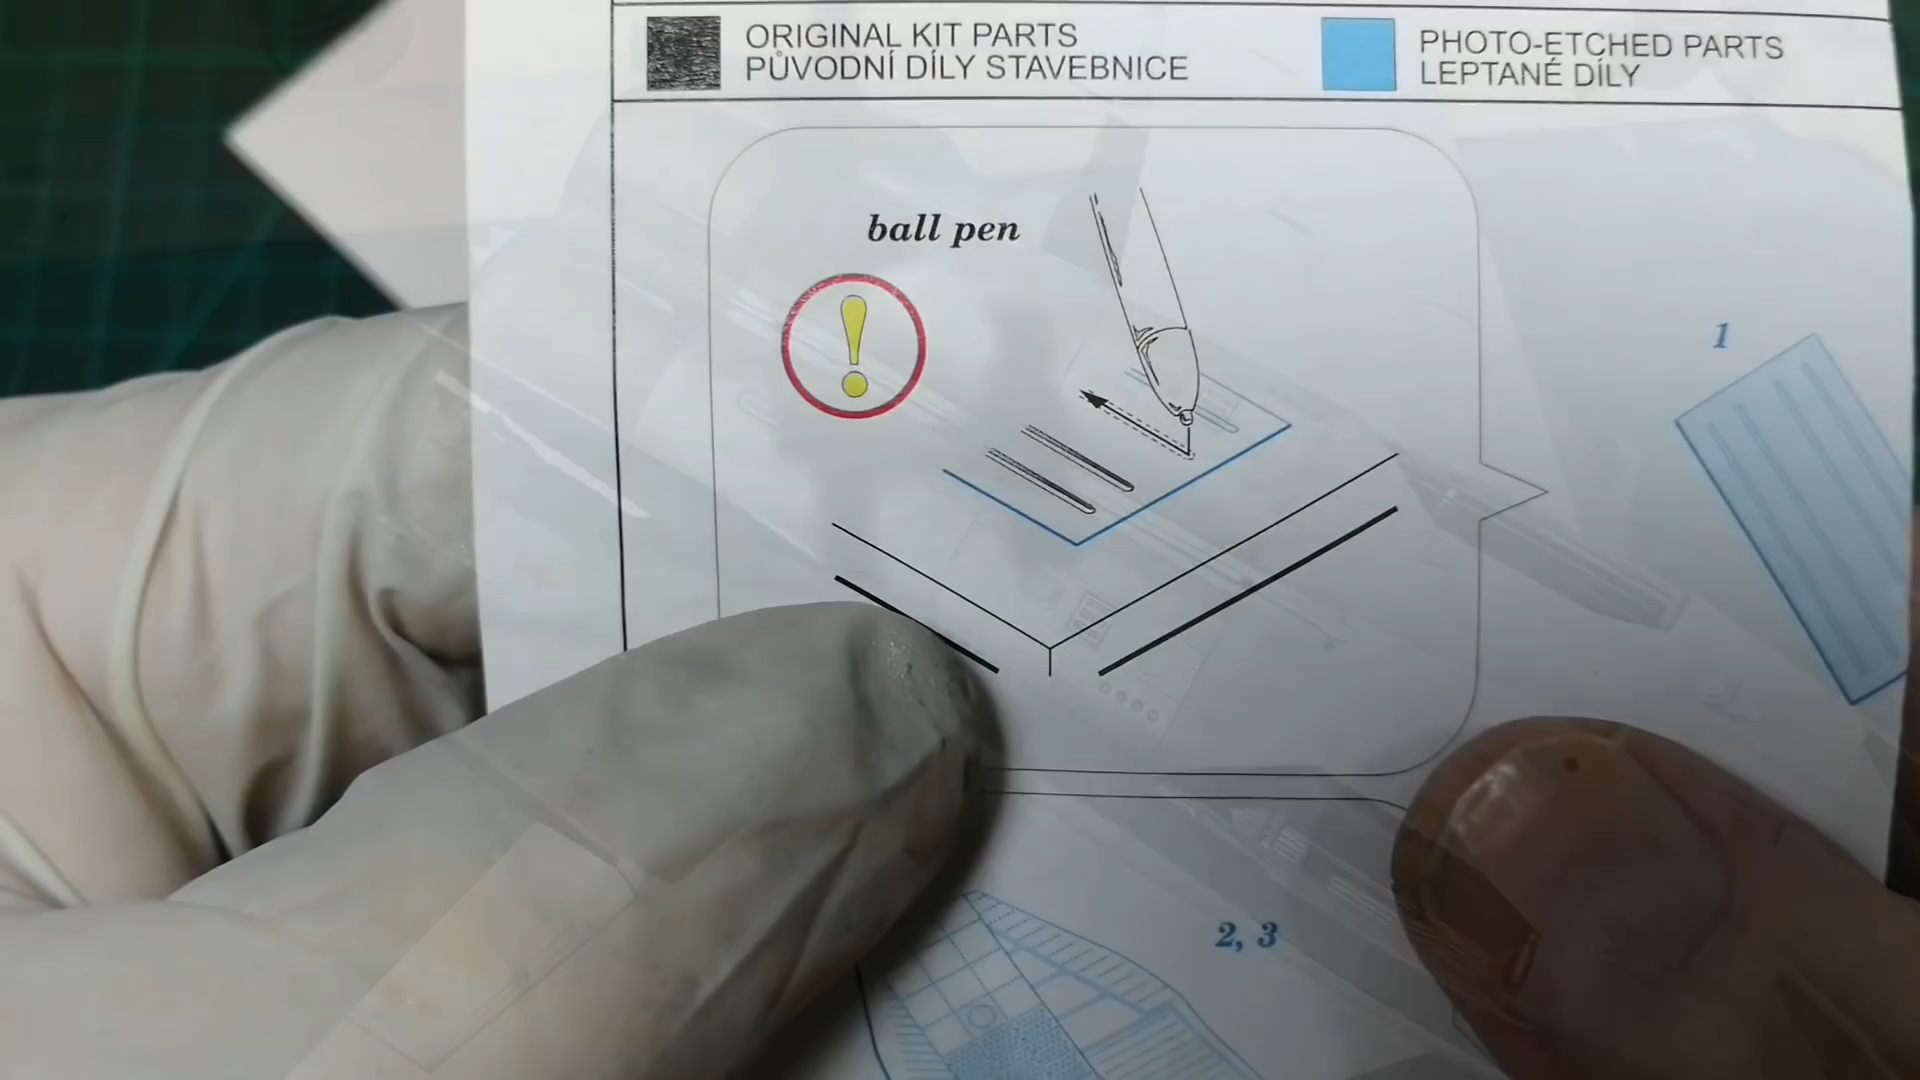 ORIGINAL KIT PARTS
PŮVODNÍ DÍLY STAVEBNICE
PHOTO-ETCHED PARTS
LEPTANÉ DÍLY
ball pen
1
2, 3